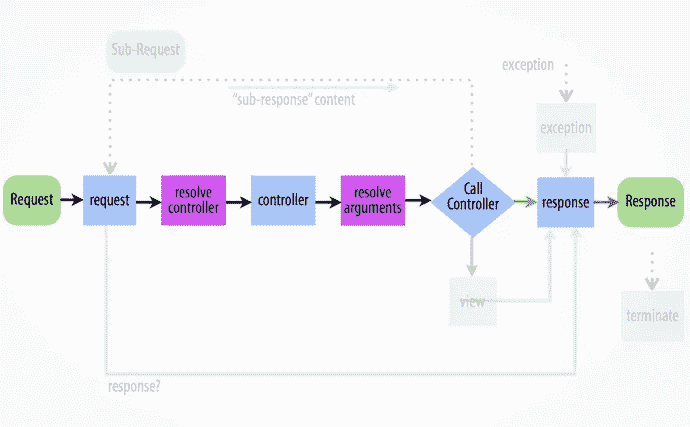 Sub-Request
exception
"sub-response" content
exception
Request
request
resolve
controller
controller
resolve
arguments
Call
Controller
response
Response
view
terminate
response?